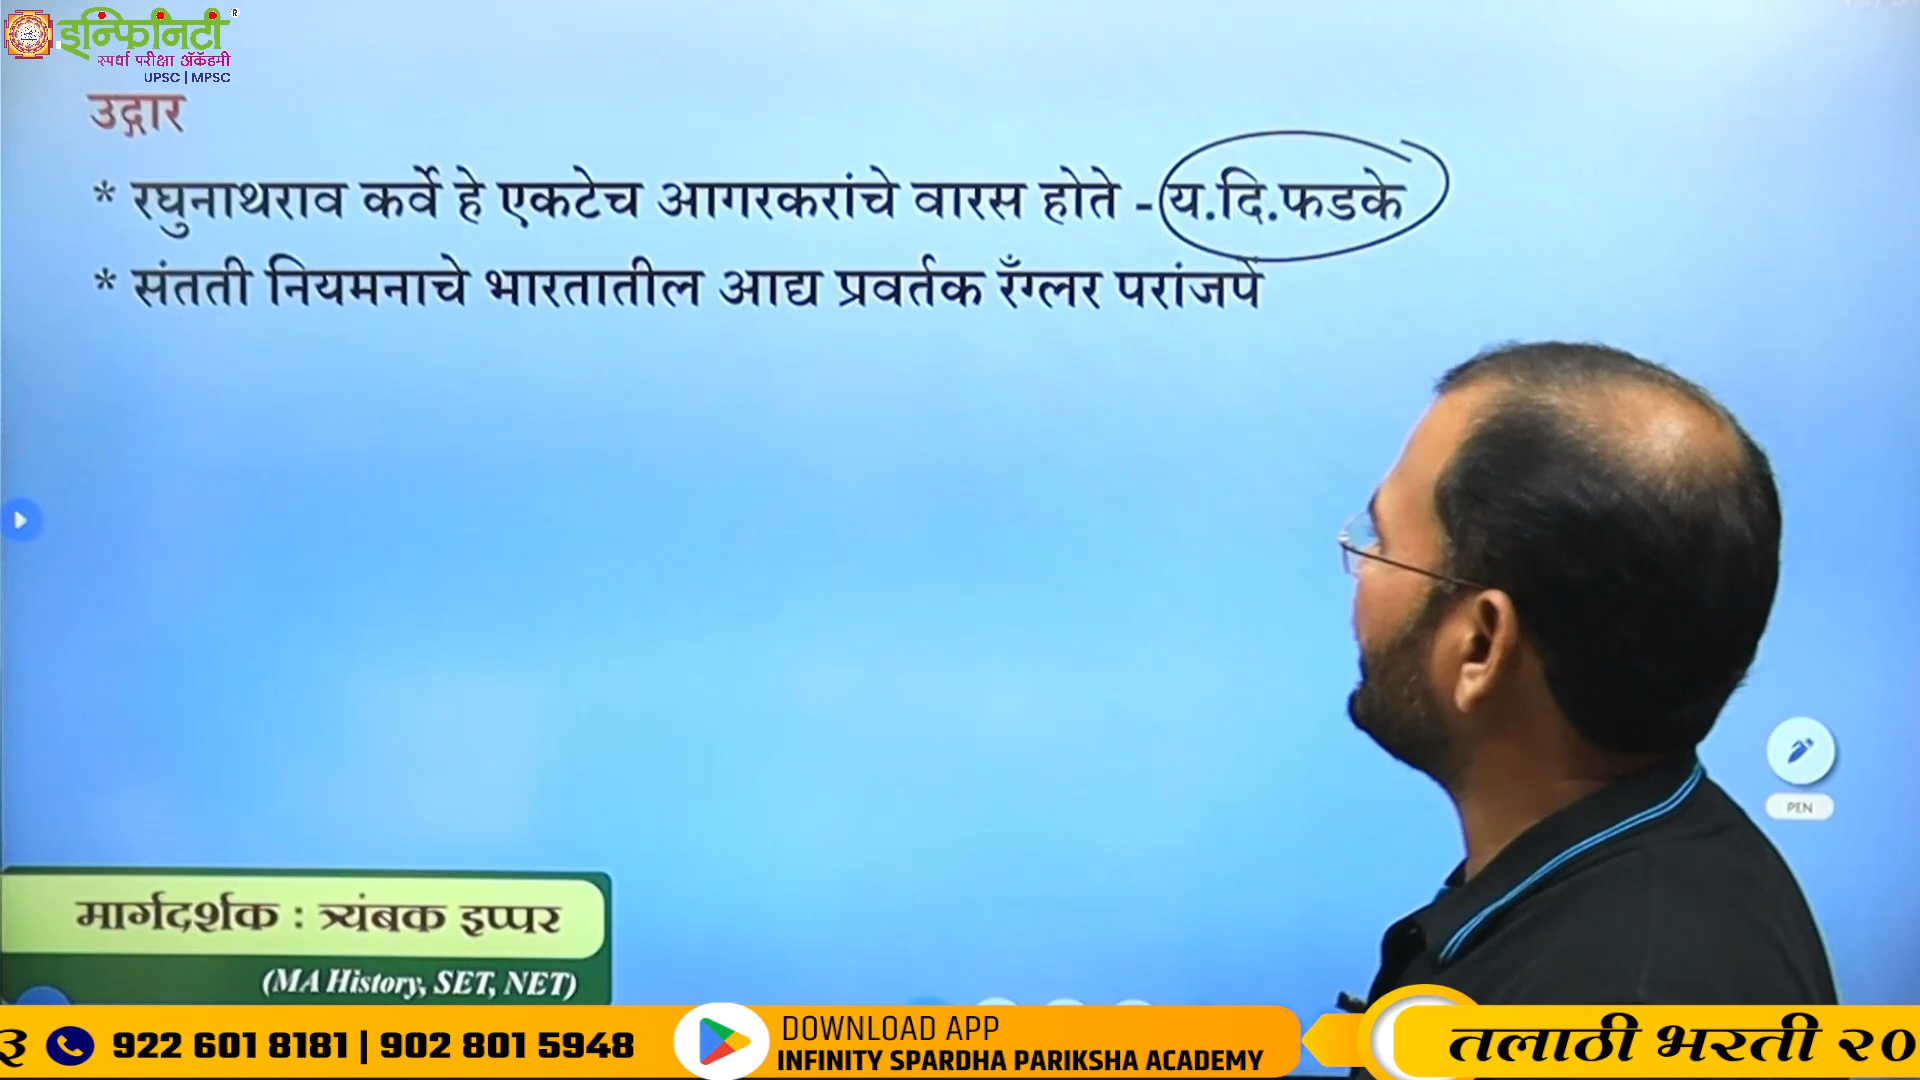 इन्फिनिटी®
स्पर्धा परीक्षा अॅकॅडमी
UPSC | MPSC
उद्गार
* रघुनाथराव कर्वे हे एकटेच आगरकरांचे वारस होते - य.दि.फडके
* संतती नियमनाचे भारतातील आद्य प्रवर्तक रँग्लर परांजपे
PEN
मार्गदर्शक : त्र्यंबक इप्पर
(MA History, SET, NET)
३ 922 601 8181 | 902 801 5948
DOWNLOAD APP
INFINITY SPARDHA PARIKSHA ACADEMY
तलाठी भरती २०